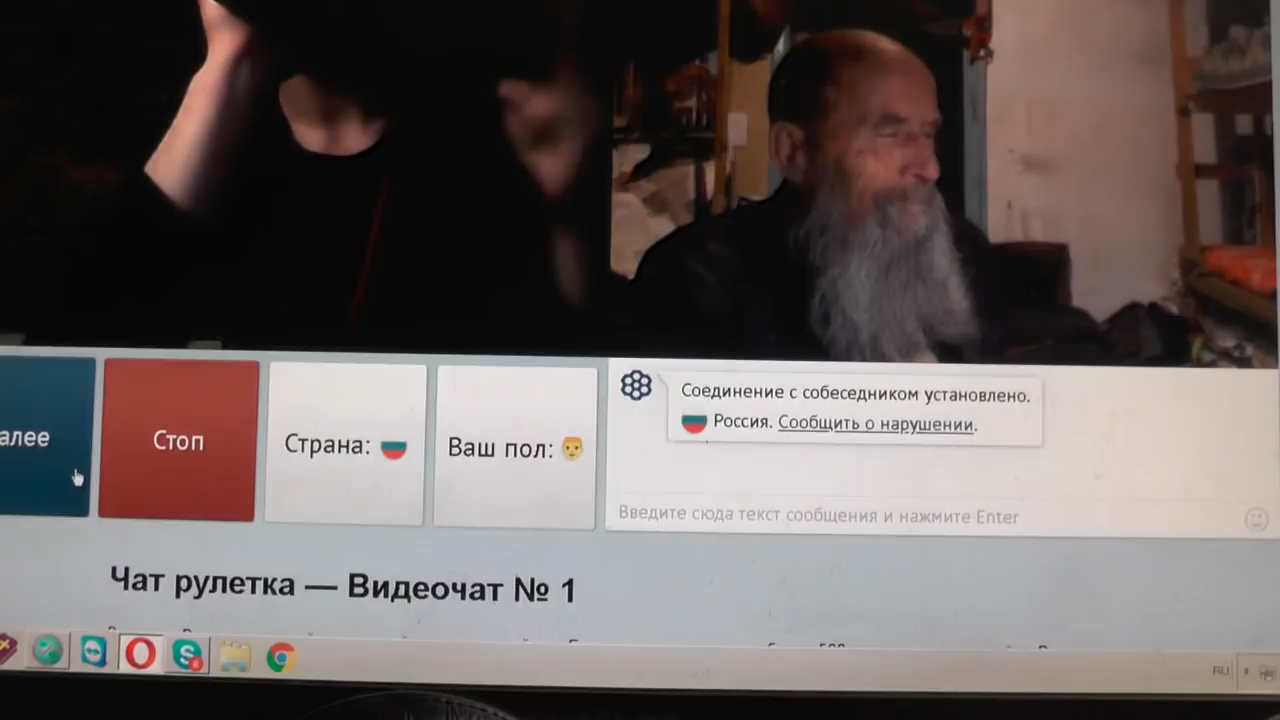 алее
Стоп
Страна:
Ваш пол:
Соединение с собеседником установлено.
Россия. Сообщить о нарушении.
Введите сюда текст сообщения и нажмите Enter
Чат рулетка — Видеочат № 1
RU